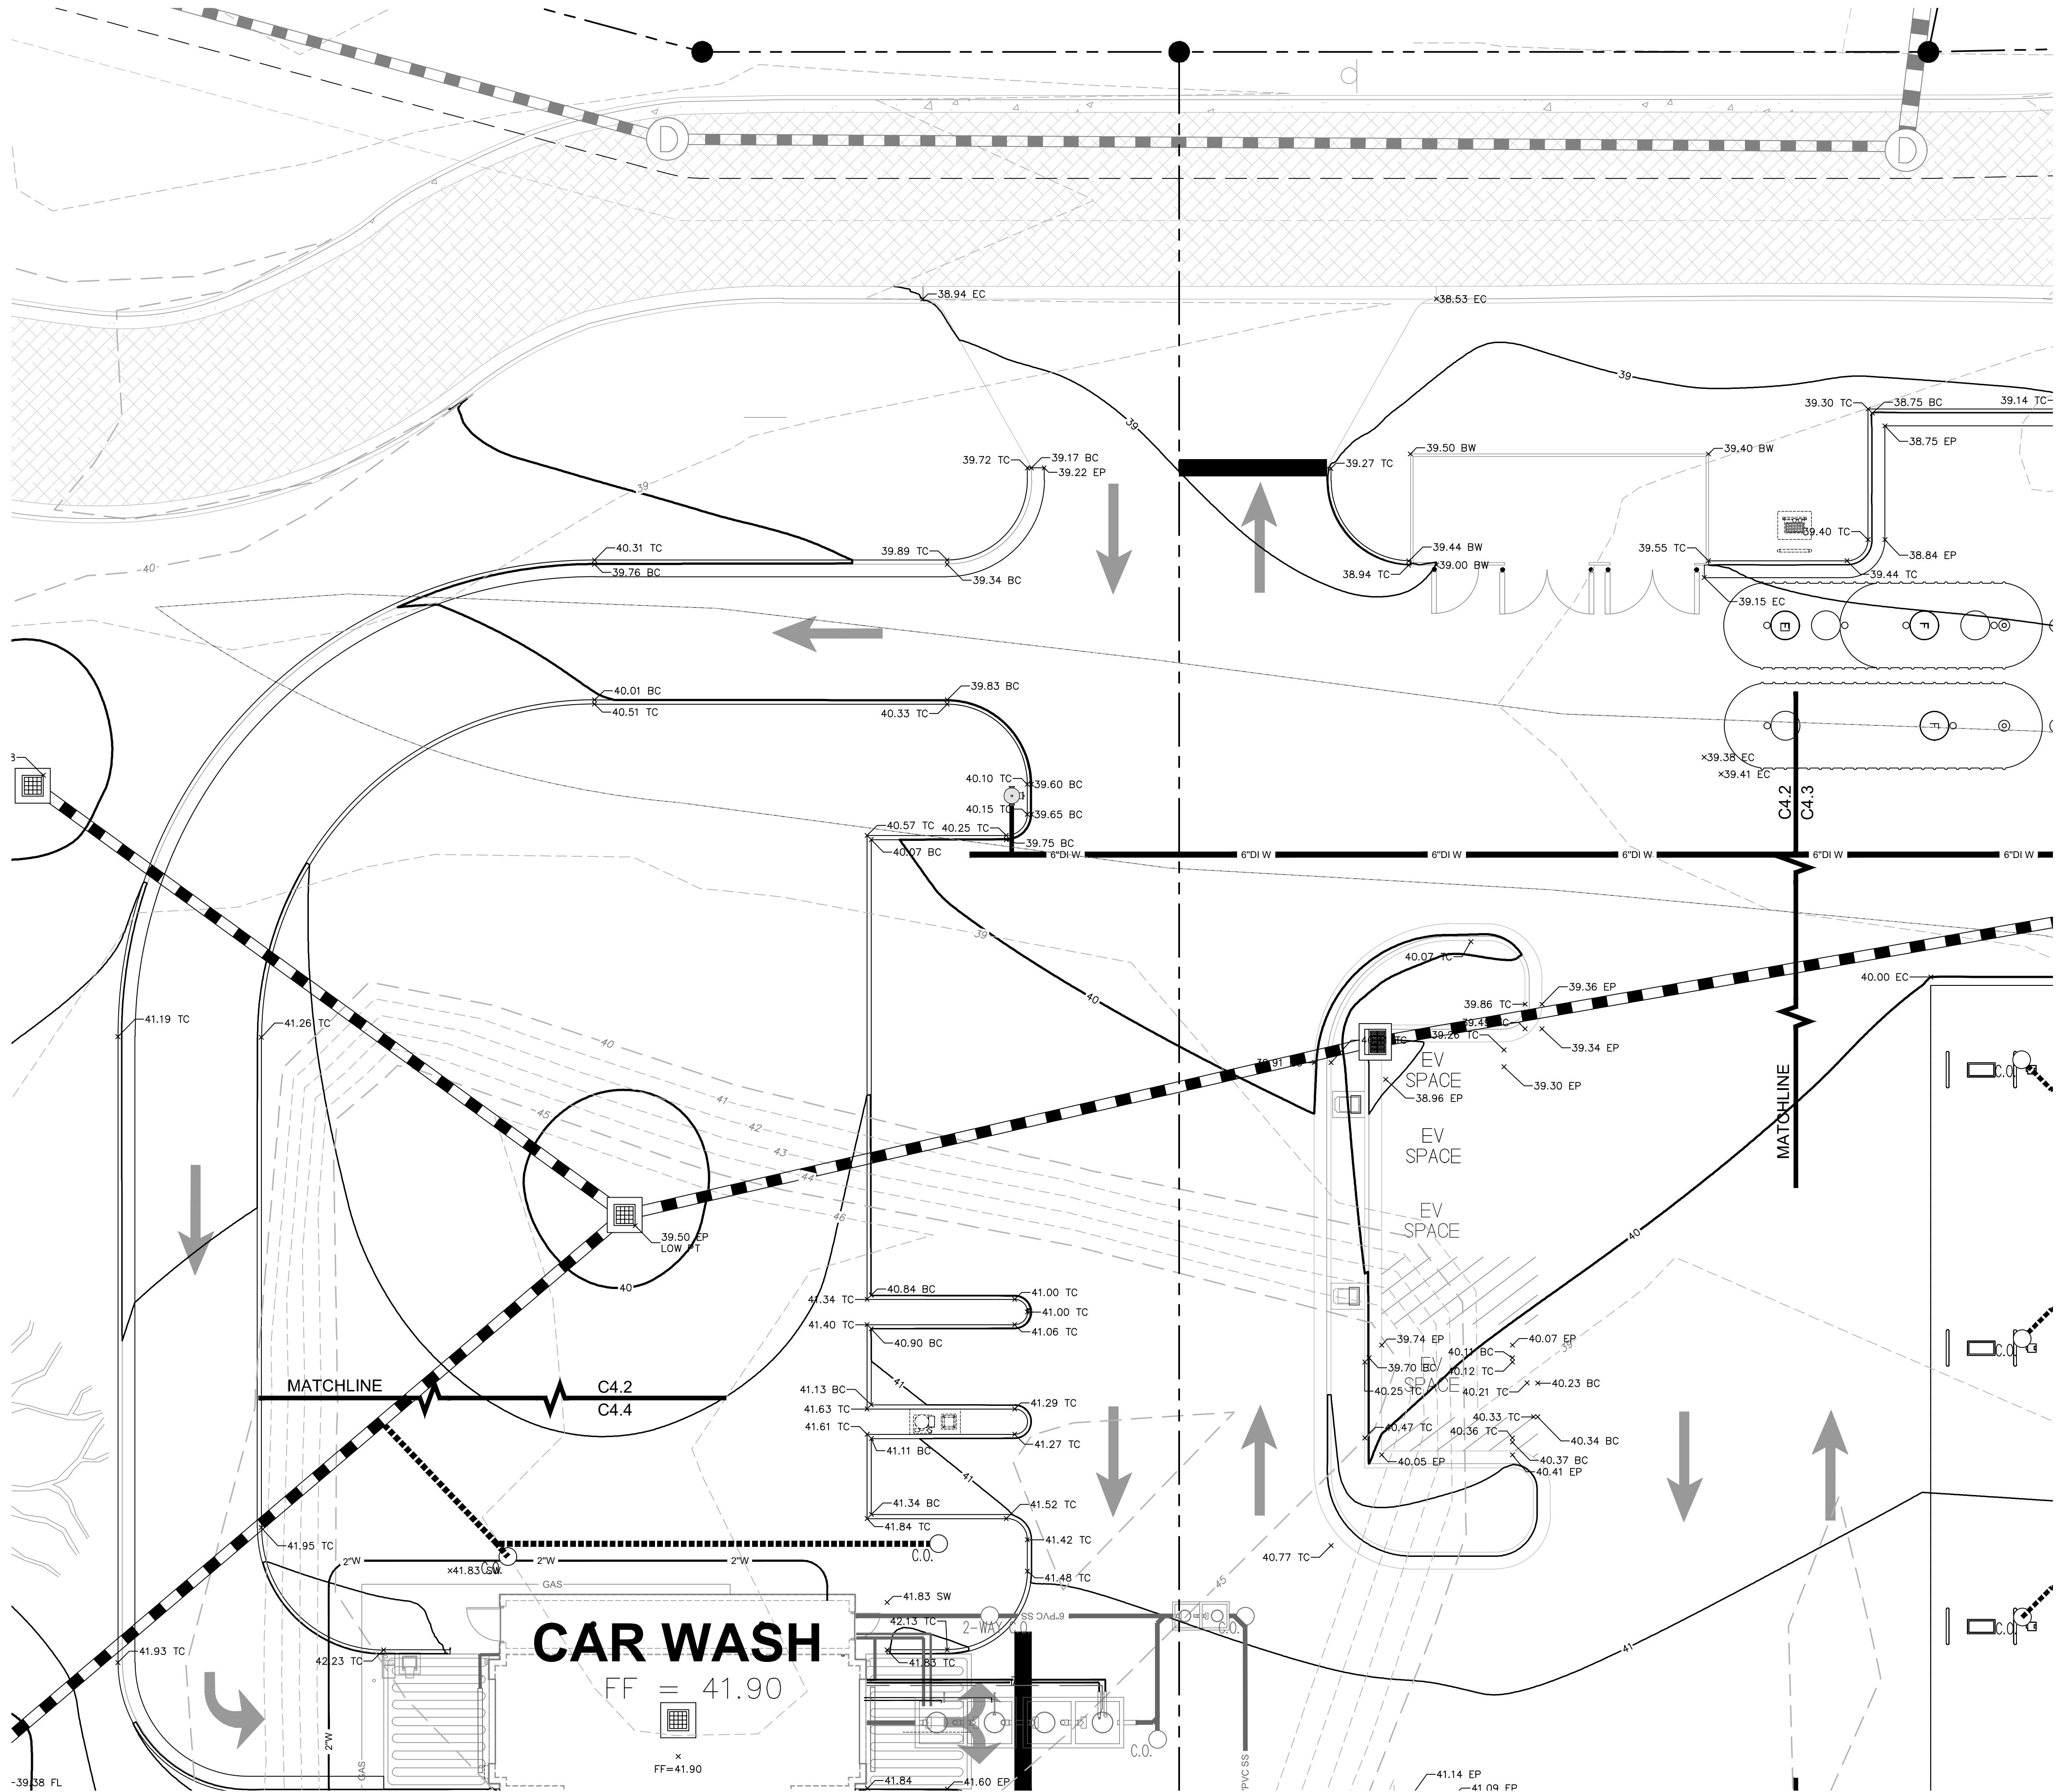 D
D
38.94 EC
38.53 EC
39
39
39.30 TC
38.75 BC
39.14 TC
38.75 EP
39.72 TC
39.17 BC
39.22 EP
39.27 TC
39.50 BW
39.40 BW
39
40.31 TC
39.76 BC
39.89 TC
39.34 BC
39.44 BW
39.00 BW
38.94 TC
39.55 TC
39.40 TC
38.84 EP
39.44 TC
39.15 EC
40
E
F
40.01 BC
40.51 TC
39.83 BC
40.33 TC
F
39.38 EC
39.41 EC
40.10 TC
39.60 BC
40.15 TC
39.65 BC
40.57 TC
40.25 TC
39.75 BC
40.07 BC
C4.2
C4.3
6"DI W
6"DI W
6"DI W
6"DI W
6"DI W
6"DI W
39
40.07 TC
40.00 EC
40
39.36 EP
39.86 TC
41.19 TC
41.26 TC
39.26 TC
39.34 EP
40
EV
SPACE
39.30 EP
38.96 EP
C.O.
MATCHLINE
41
42
43
44
45
46
EV
SPACE
EV
SPACE
39.50 EP
LOW PT
40
40
40.84 BC
41.34 TC
41.00 TC
41.00 TC
41.40 TC
41.06 TC
40.90 BC
39.74 EP
40.07 EP
40.11 BC
39
C.O.
39.70 BC
40.12 TC
EV
SPACE
40.25 TC
40.21 TC
40.23 BC
MATCHLINE
C4.2
C4.4
41
41.13 BC
41.63 TC
41.29 TC
41.61 TC
41.11 BC
41.27 TC
40.47 TC
40.33 TC
40.36 TC
40.34 BC
40.05 EP
40.37 BC
40.41 EP
41
41.34 BC
41.84 TC
41.52 TC
41.42 TC
41.95 TC
C.O.
C.O.
40.77 TC
2"W
2"W
2"W
41.83 SW
GAS
41.48 TC
45
41.83 SW
42.13 TC
2-WAY C.O.
6"PVC SS
C.O.
C.O.
41
41.93 TC
42.23 TC
41.83 TC
CAR WASH
FF = 41.90
2"W
GAS
FF=41.90
C.O.
PVC SS
39.38 FL
41.84
41.60 EP
41.14 EP
41.09 EP